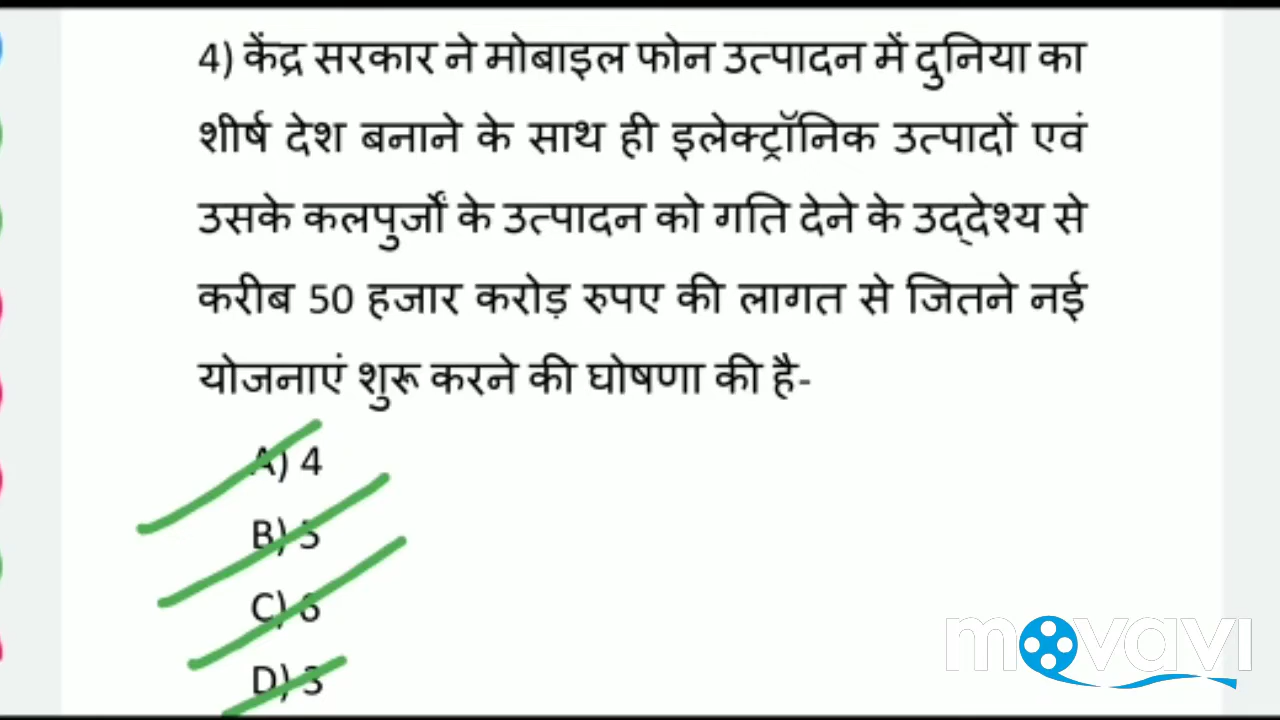 4) केंद्र सरकार ने मोबाइल फोन उत्पादन में दुनिया का
शीर्ष देश बनाने के साथ ही इलेक्ट्रॉनिक उत्पादों एवं
उसके कलपुर्जों के उत्पादन को गति देने के उद्देश्य से
करीब 50 हजार करोड़ रुपए की लागत से जितने नई
योजनाएं शुरू करने की घोषणा की है-
A) 4
B) 5
C) 6
D) 3
movavi